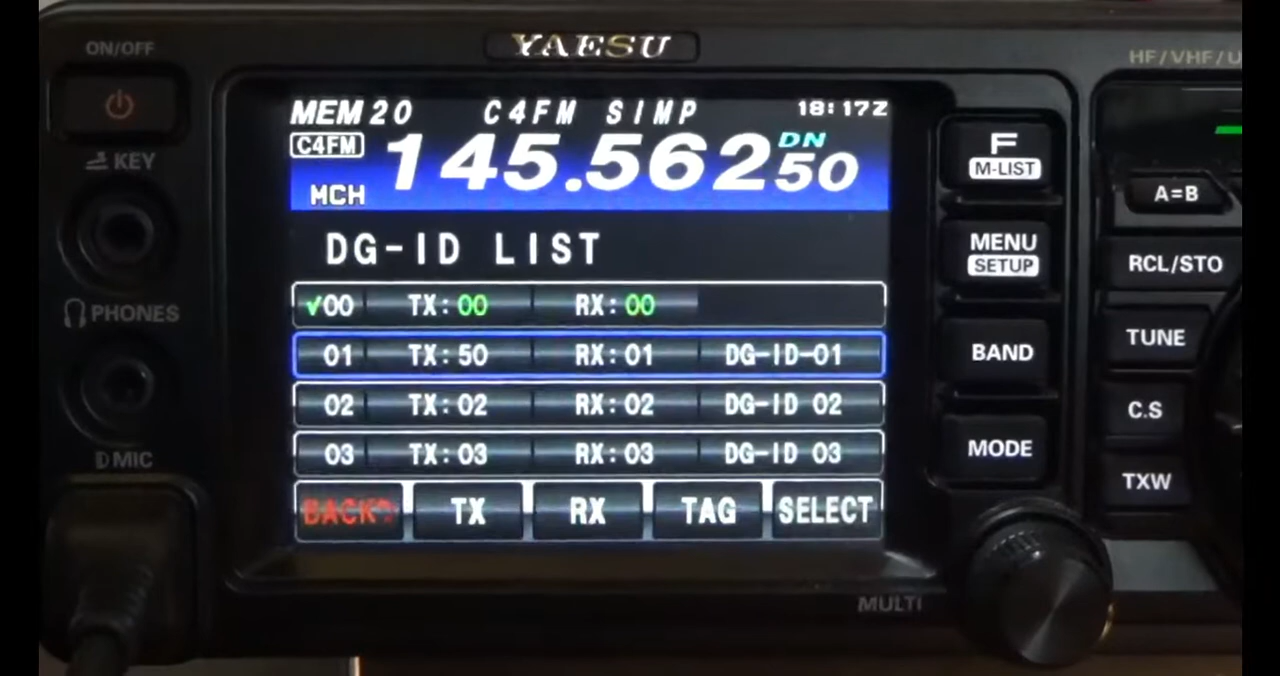 ON/OFF
YAESU
HF/VHF/U
MEM 20 C4FM SIMP 18:17Z
C4FM 145.562 50 DN
MCH
KEY
DG-ID LIST
✓00 TX:00 RX:00
01 TX:50 RX:01 DG-ID-01
02 TX:02 RX:02 DG-ID 02
03 TX:03 RX:03 DG-ID 03
BACK TX RX TAG SELECT
PHONES
MIC
F
M-LIST
MENU
SETUP
BAND
MODE
A=B
RCL/STO
TUNE
C.S
TXW
MULTI